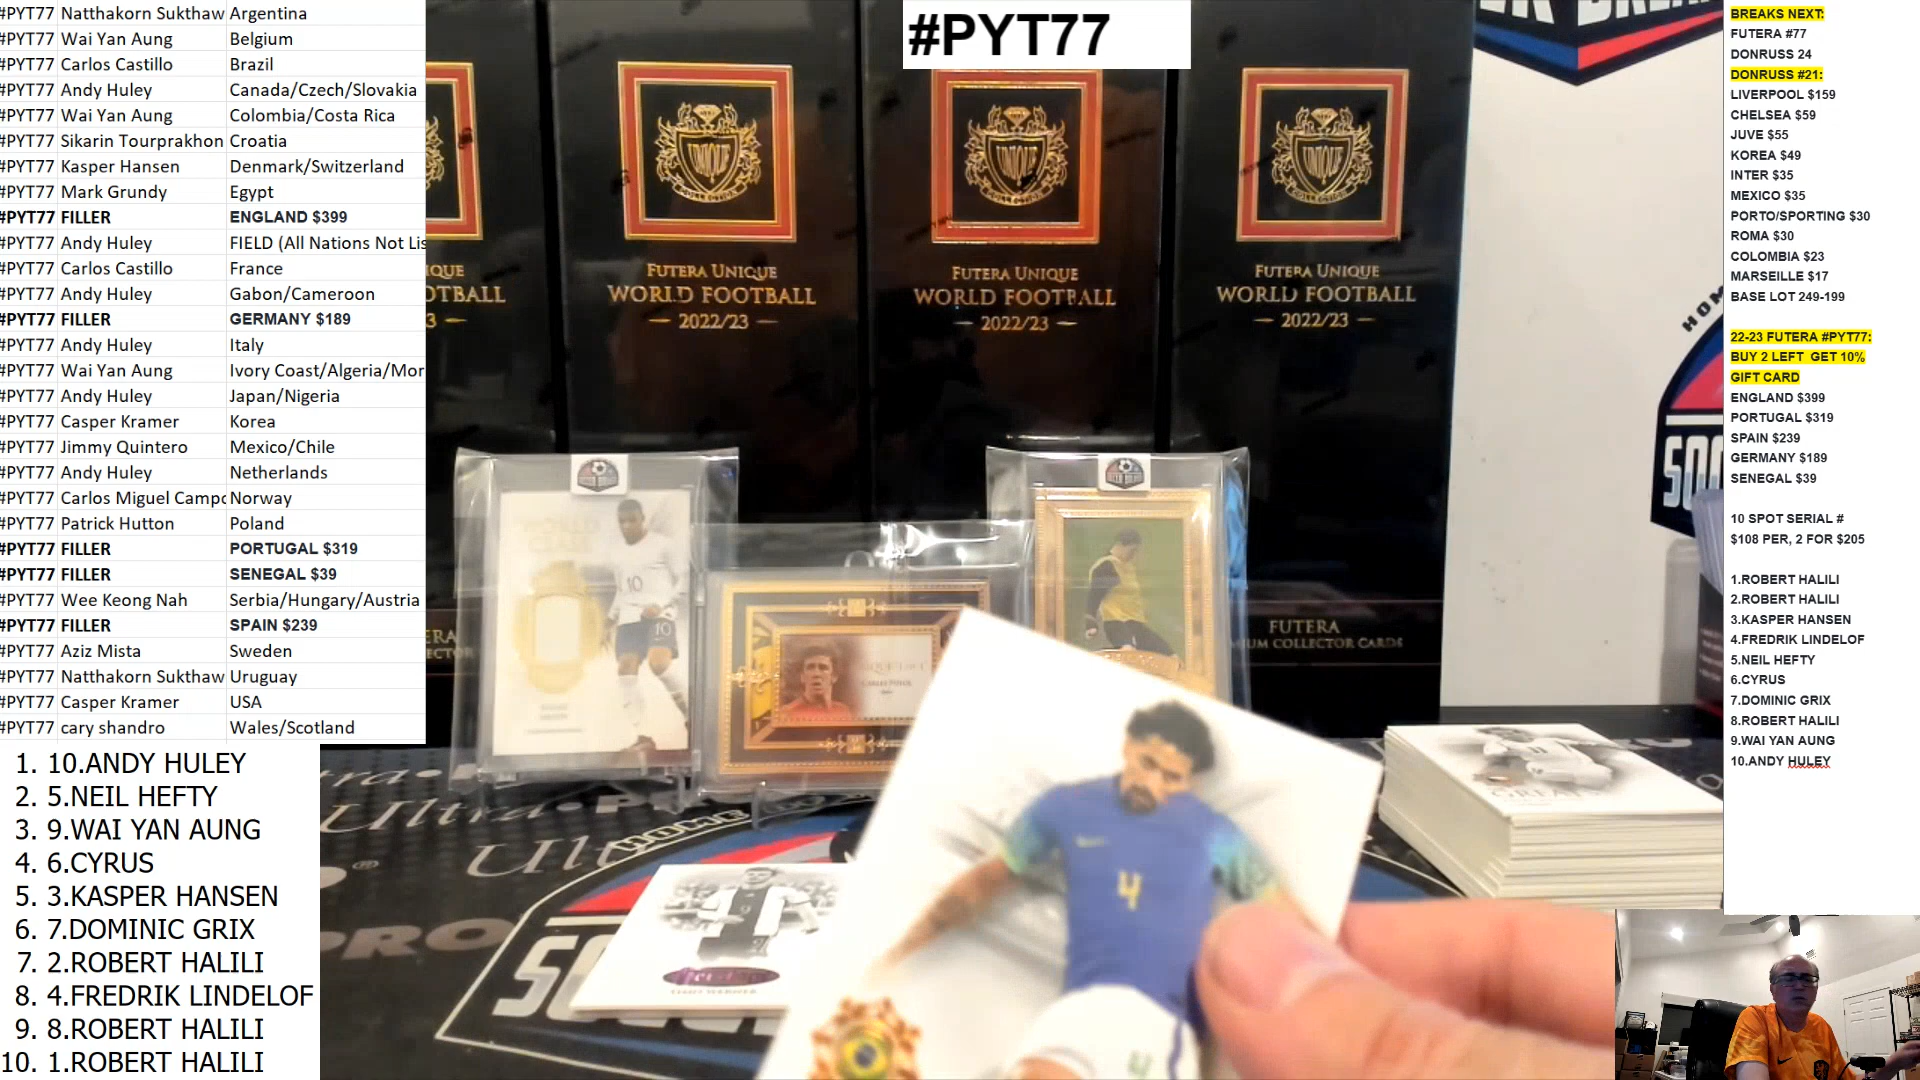 #PYT77 Natthakorn Sukthaw Argentina
#PYT77 Wai Yan Aung Belgium
#PYT77 Carlos Castillo Brazil
#PYT77 Andy Huley Canada/Czech/Slovakia
#PYT77 Wai Yan Aung Colombia/Costa Rica
#PYT77 Sikarin Tourprakhon Croatia
#PYT77 Kasper Hansen Denmark/Switzerland
#PYT77 Mark Grundy Egypt
#PYT77 FILLER ENGLAND $399
#PYT77 Andy Huley FIELD (All Nations Not Lis
#PYT77 Carlos Castillo France
#PYT77 Andy Huley Gabon/Cameroon
#PYT77 FILLER GERMANY $189
#PYT77 Andy Huley Italy
#PYT77 Wai Yan Aung Ivory Coast/Algeria/Mor
#PYT77 Andy Huley Japan/Nigeria
#PYT77 Casper Kramer Korea
#PYT77 Jimmy Quintero Mexico/Chile
#PYT77 Andy Huley Netherlands
#PYT77 Carlos Miguel Campo Norway
#PYT77 Patrick Hutton Poland
#PYT77 FILLER PORTUGAL $319
#PYT77 FILLER SENEGAL $39
#PYT77 Wee Keong Nah Serbia/Hungary/Austria
#PYT77 FILLER SPAIN $239
#PYT77 Aziz Mista Sweden
#PYT77 Natthakorn Sukthaw Uruguay
#PYT77 Casper Kramer USA
#PYT77 cary shandro Wales/Scotland
1. 10.ANDY HULEY
2. 5.NEIL HEFTY
3. 9.WAI YAN AUNG
4. 6.CYRUS
5. 3.KASPER HANSEN
6. 7.DOMINIC GRIX
7. 2.ROBERT HALILI
8. 4.FREDRIK LINDELOF
9. 8.ROBERT HALILI
10. 1.ROBERT HALILI
#PYT77
UNIQUE
FUTERA UNIQUE
WORLD FOOTBALL
— 2022/23 —
UNIQUE
FUTERA UNIQUE
WORLD FOOTBALL
— 2022/23 —
UNIQUE
FUTERA UNIQUE
WORLD FOOTBALL
— 2022/23 —
FUTERA
IUM COLLECTOR CARDS
10
10
CARLES PUYOL
4
4
BREAKS NEXT:
FUTERA #77
DONRUSS 24
DONRUSS #21:
LIVERPOOL $159
CHELSEA $59
JUVE $55
KOREA $49
INTER $35
MEXICO $35
PORTO/SPORTING $30
ROMA $30
COLOMBIA $23
MARSEILLE $17
BASE LOT 249-199
22-23 FUTERA #PYT77:
BUY 2 LEFT GET 10%
GIFT CARD
ENGLAND $399
PORTUGAL $319
SPAIN $239
GERMANY $189
SENEGAL $39
10 SPOT SERIAL #
$108 PER, 2 FOR $205
1.ROBERT HALILI
2.ROBERT HALILI
3.KASPER HANSEN
4.FREDRIK LINDELOF
5.NEIL HEFTY
6.CYRUS
7.DOMINIC GRIX
8.ROBERT HALILI
9.WAI YAN AUNG
10.ANDY HULEY